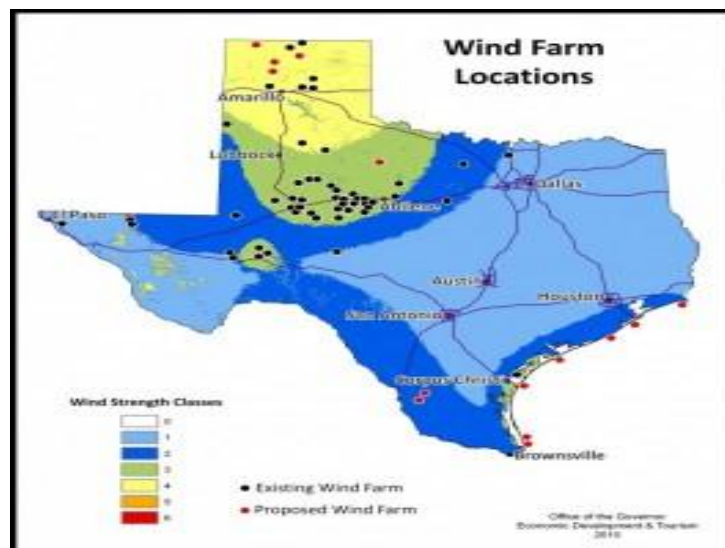 Wind Farm
Locations
Amarillo
Lubbock
Dallas
El Paso
Abilene
Austin
Houston
San Antonio
Corpus Christi
Wind Strength Classes
0
1
2
3
4
5
6
Existing Wind Farm
Proposed Wind Farm
Brownsville
Office of the Governor
Economic Development & Tourism
2010